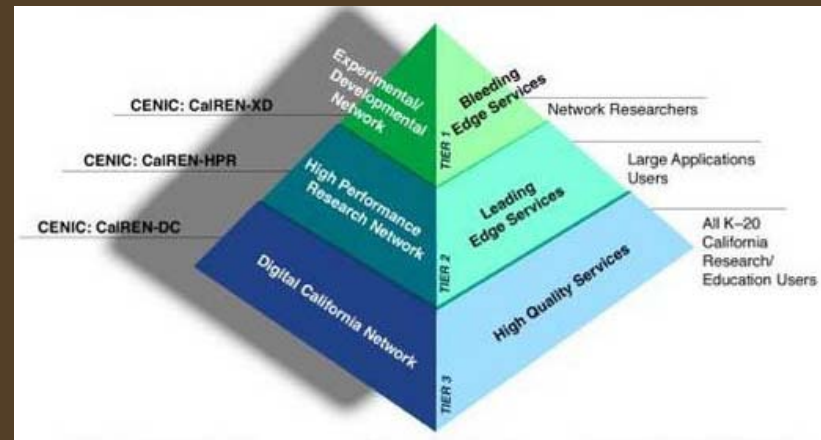 CENIC: CalREN-XD
CENIC: CalREN-HPR
CENIC: CalREN-DC
Experimental/
Developmental
Network
High Performance
Research Network
Digital California Network
TIER 1
TIER 2
TIER 3
Bleeding
Edge Services
Leading
Edge Services
High Quality Services
Network Researchers
Large Applications
Users
All K–20
California
Research/
Education Users